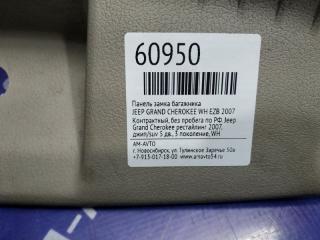 60950
Панель замка багажника
JEEP GRAND CHEROKEE WH EZB 2007
Контрактный, без пробега по РФ, Jeep
Grand Cherokee рестайлинг 2007,
джип/suv 5 дв., 3 поколение, WH
AM-AVTO
г. Новосибирск, ул. Тулинское Заречье 50а
+7-913-017-18-00 www.amavto54.ru